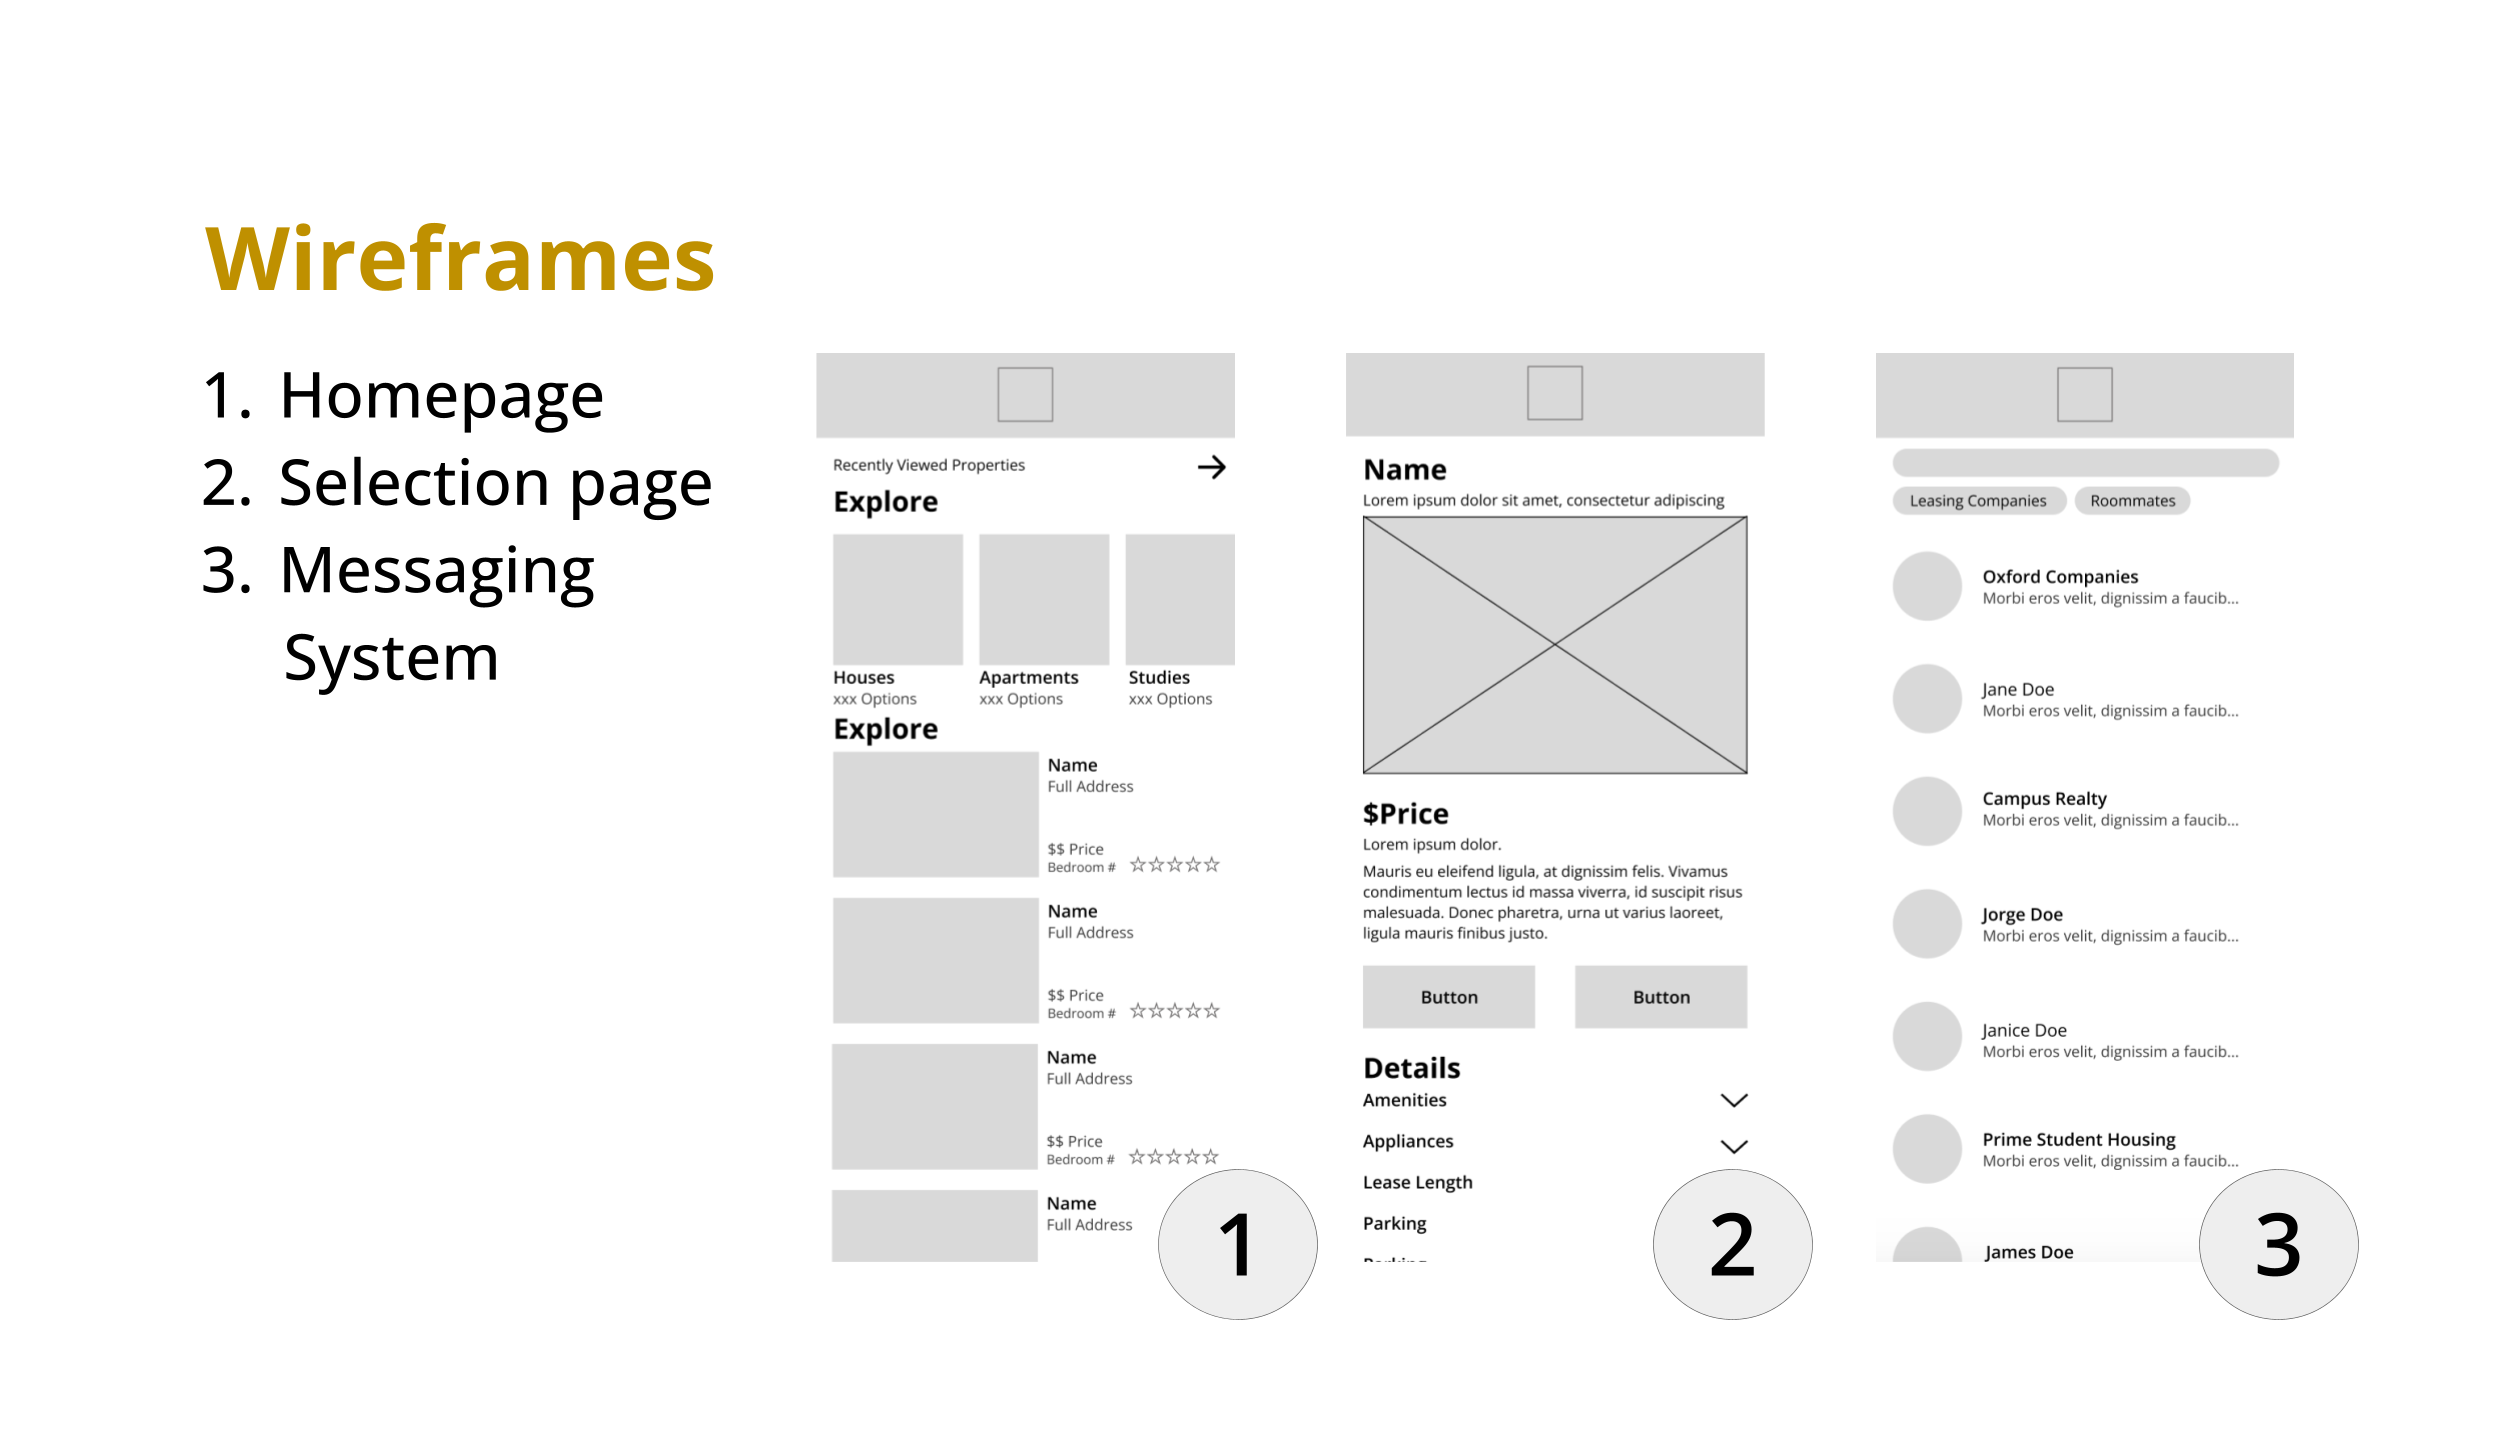 Wireframes
1. Homepage
2. Selection page
3. Messaging
System
Recently Viewed Properties
Explore
Houses
xxx Options
Apartments
xxx Options
Studies
xxx Options
Explore
Name
Full Address
$$ Price
Bedroom #
Name
Full Address
$$ Price
Bedroom #
Name
Full Address
$$ Price
Bedroom #
Name
Full Address
1
Name
Lorem ipsum dolor sit amet, consectetur adipiscing
$Price
Lorem ipsum dolor.
Mauris eu eleifend ligula, at dignissim felis. Vivamus
condimentum lectus id massa viverra, id suscipit risus
malesuada. Donec pharetra, urna ut varius laoreet,
ligula mauris finibus justo.
Button
Button
Details
Amenities
Appliances
Lease Length
Parking
2
Leasing Companies
Roommates
Oxford Companies
Morbi eros velit, dignissim a faucib...
Jane Doe
Morbi eros velit, dignissim a faucib...
Campus Realty
Morbi eros velit, dignissim a faucib...
Jorge Doe
Morbi eros velit, dignissim a faucib...
Janice Doe
Morbi eros velit, dignissim a faucib...
Prime Student Housing
Morbi eros velit, dignissim a faucib...
James Doe
3